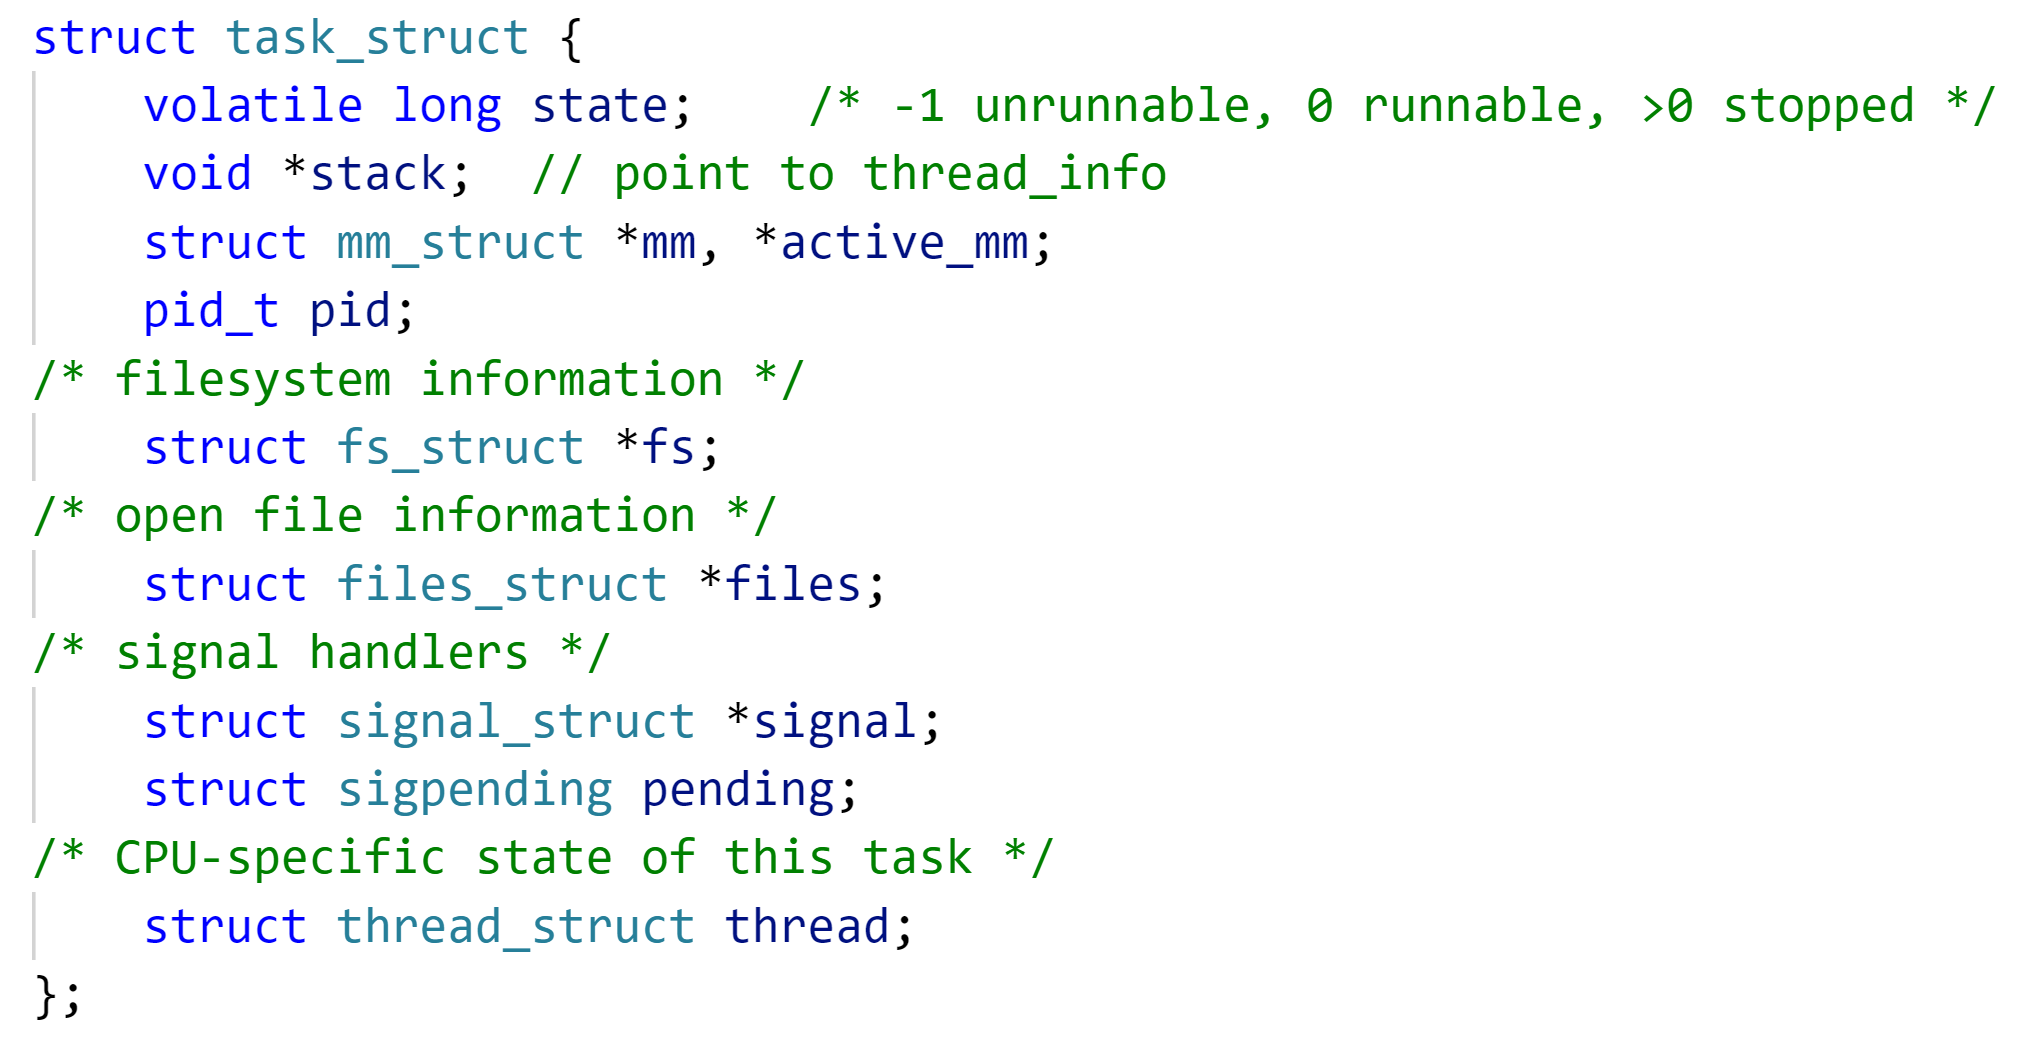 struct task_struct {
    volatile long state;    /* -1 unrunnable, 0 runnable, >0 stopped */
    void *stack;  // point to thread_info
    struct mm_struct *mm, *active_mm;
    pid_t pid;
/* filesystem information */
    struct fs_struct *fs;
/* open file information */
    struct files_struct *files;
/* signal handlers */
    struct signal_struct *signal;
    struct sigpending pending;
/* CPU-specific state of this task */
    struct thread_struct thread;
};